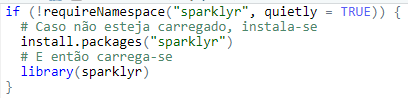 if (!requireNamespace("sparklyr", quietly = TRUE)) {
  # Caso não esteja carregado, instala-se
  install.packages("sparklyr")
  # E então carrega-se
  library(sparklyr)
}